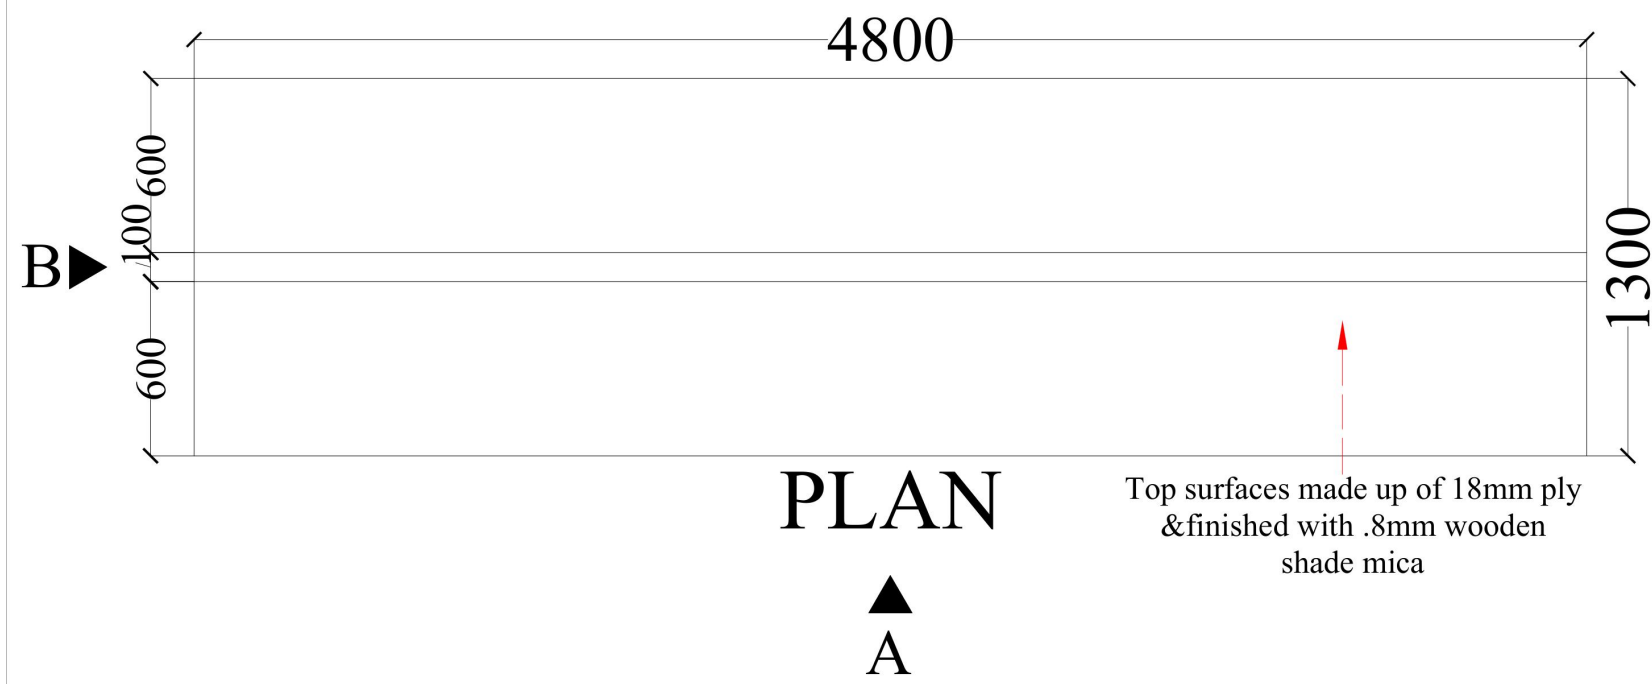 4800
600
100
B
1300
600
PLAN
Top surfaces made up of 18mm ply
&finished with .8mm wooden
shade mica
A